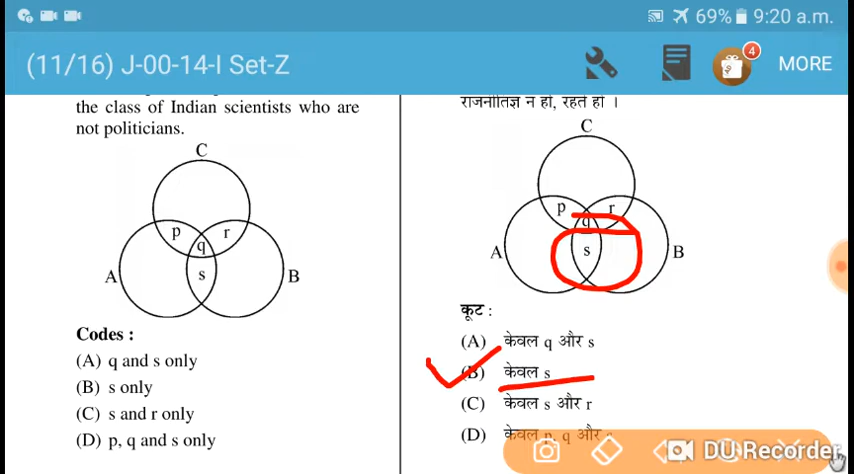 69% 9:20 a.m.
(11/16) J-00-14-I Set-Z
4
MORE
the class of Indian scientists who are
not politicians.
C
p
r
q
A
s
B
Codes :
(A) q and s only
(B) s only
(C) s and r only
(D) p, q and s only
राजनीतिज्ञ न हों, रहते हों ।
C
p
r
q
A
s
B
कूट :
(A) केवल q और s
(B) केवल s
(C) केवल s और r
(D) केवल p, q और
DU Recorder